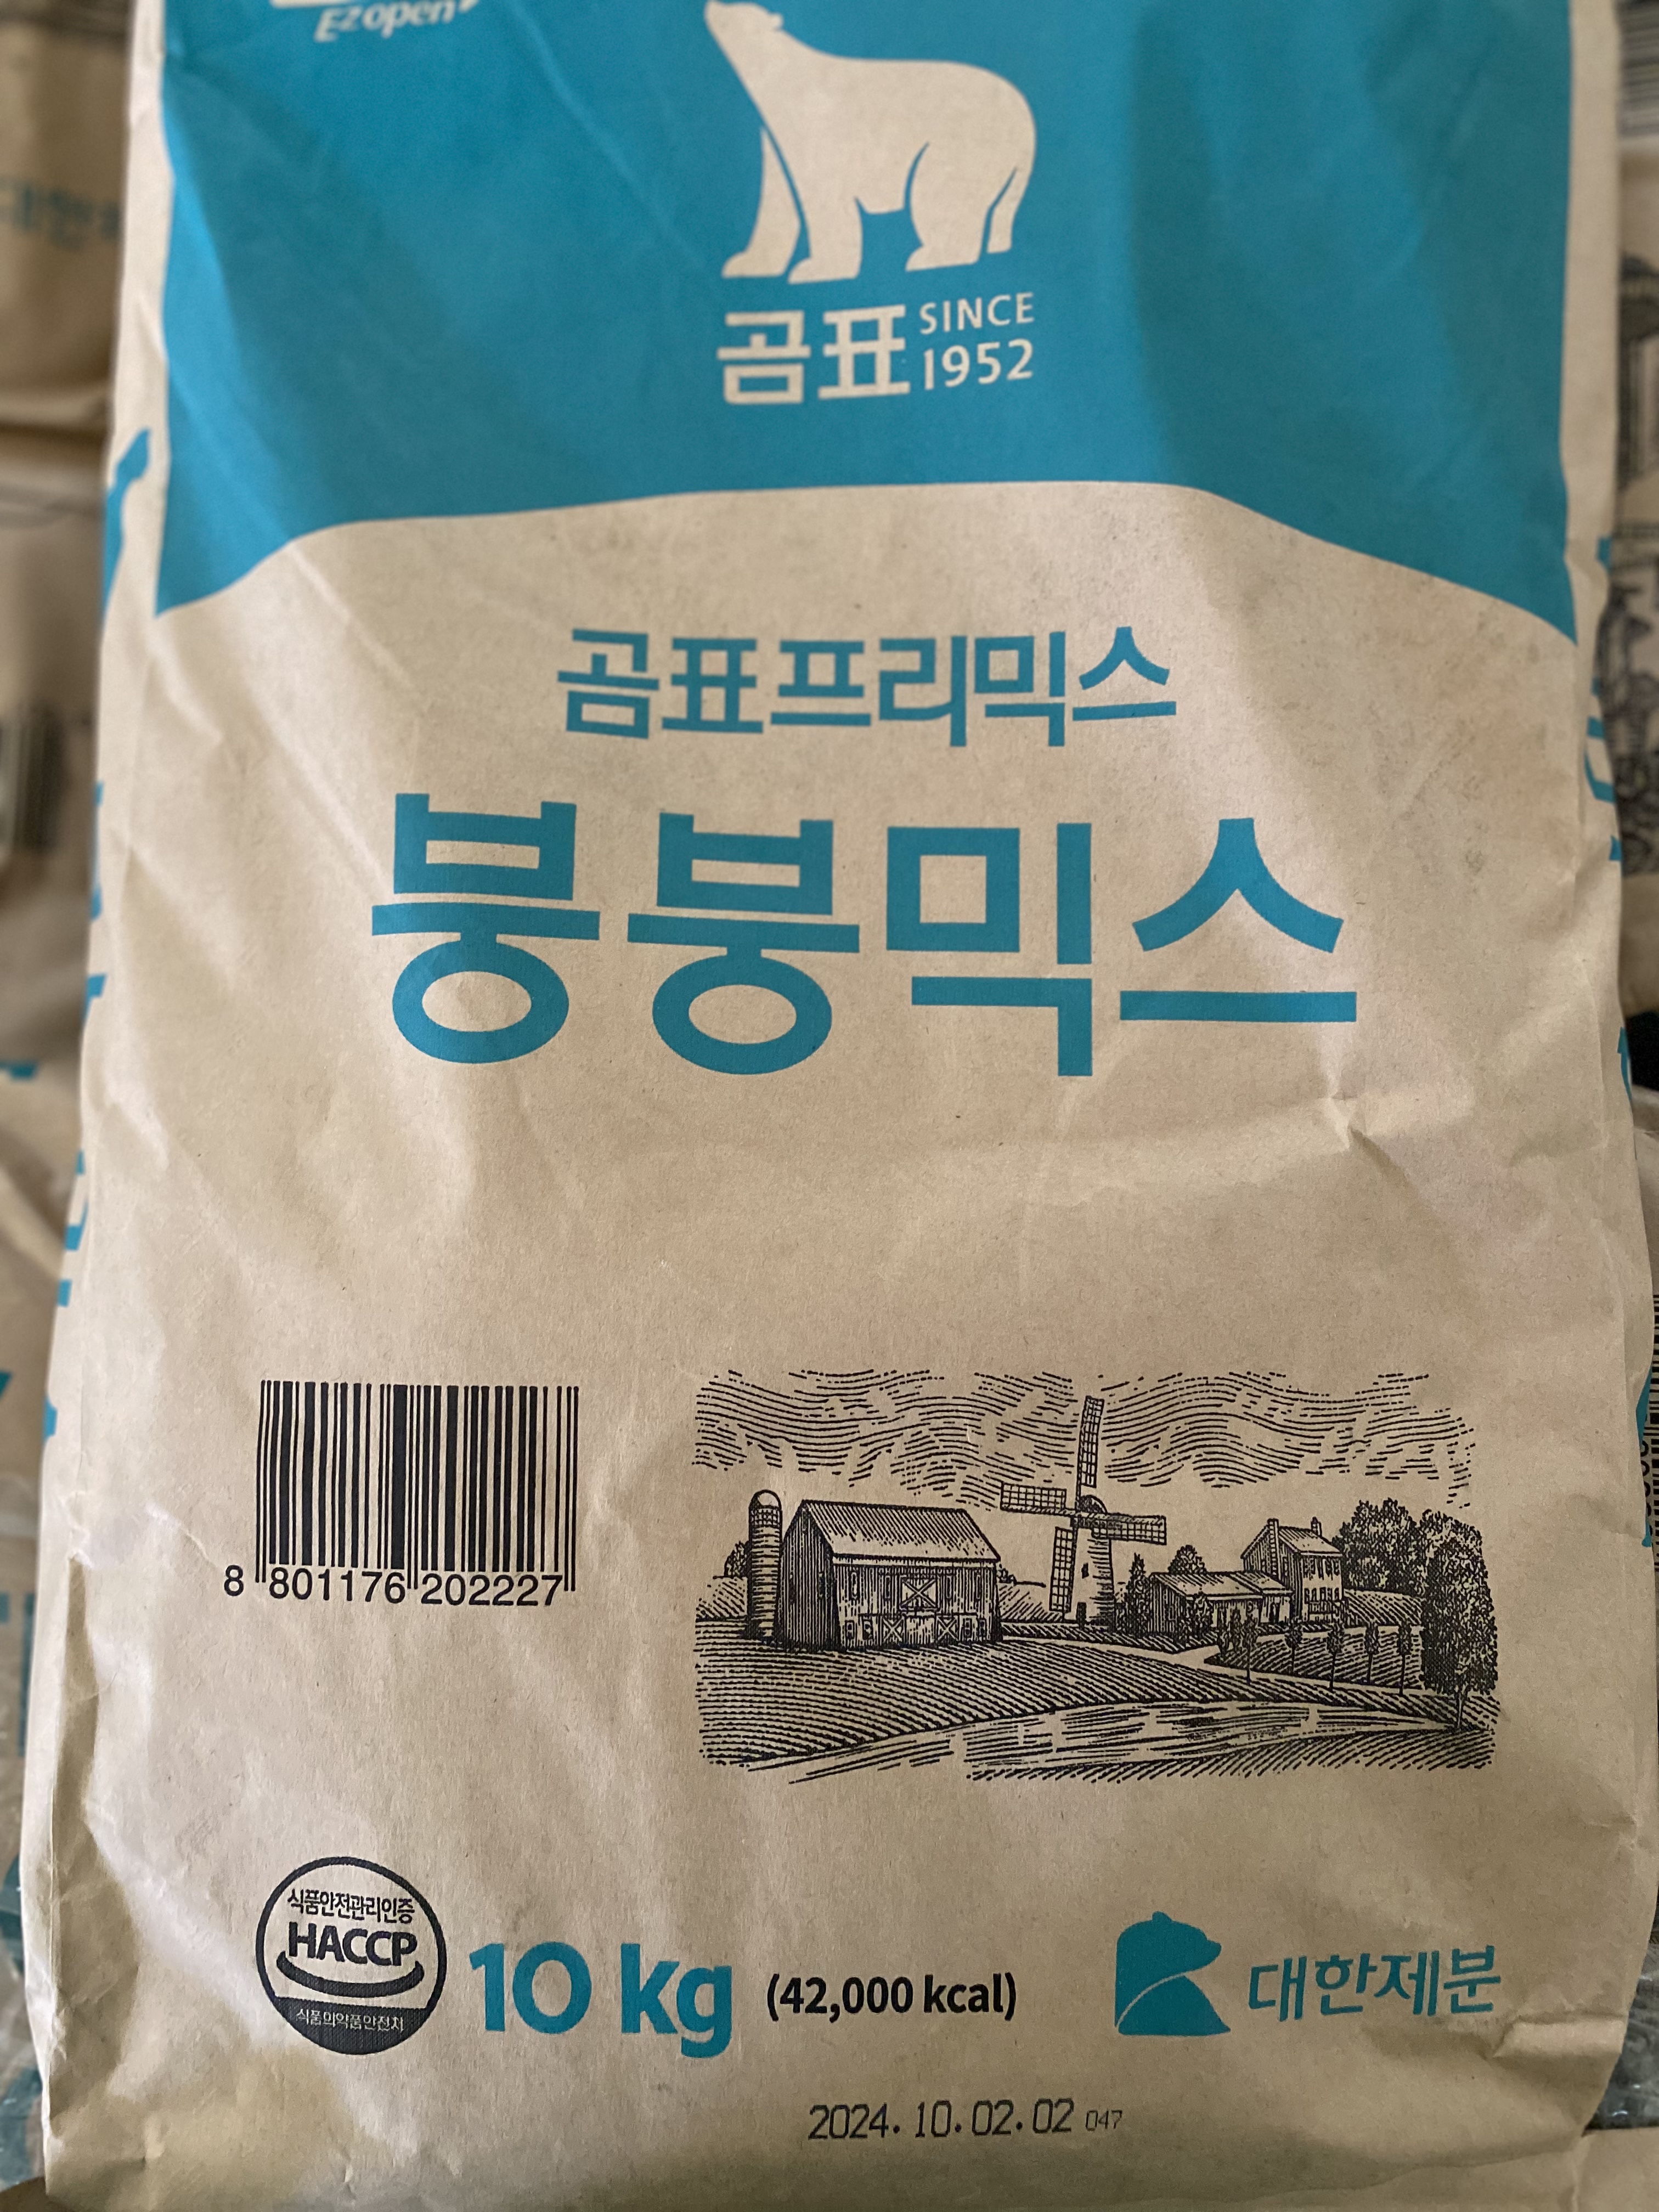 E-Z open
곰표 SINCE 1952
곰표프리믹스
붕붕믹스
8 801176 202227
식품안전관리인증
HACCP
식품의약품안전처
10 kg (42,000 kcal)
대한제분
2024. 10. 02. 02 047